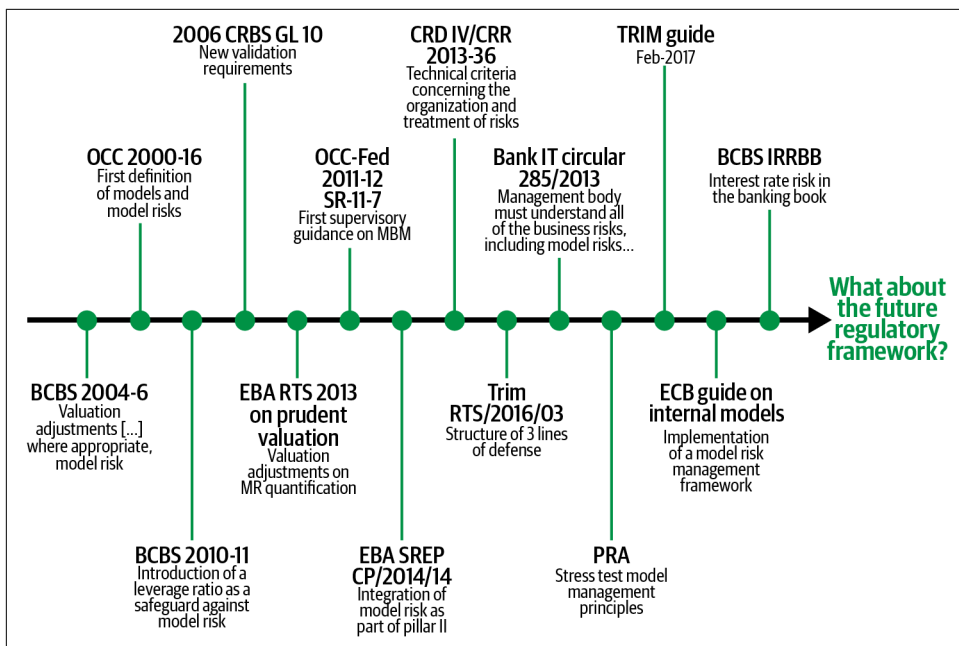 2006 CRBS GL 10
New validation
requirements
CRD IV/CRR
2013-36
Technical criteria
concerning the
organization and
treatment of risks
TRIM guide
Feb-2017
OCC 2000-16
First definition
of models and
model risks
OCC-Fed
2011-12
SR-11-7
First supervisory
guidance on MBM
Bank IT circular
285/2013
Management body
must understand all
of the business risks,
including model risks...
BCBS IRRBB
Interest rate risk in
the banking book
What about
the future
regulatory
framework?
BCBS 2004-6
Valuation
adjustments [...]
where appropriate,
model risk
EBA RTS 2013
on prudent
valuation
Valuation
adjustments on
MR quantification
Trim
RTS/2016/03
Structure of 3 lines
of defense
ECB guide on
internal models
Implementation
of a model risk
management
framework
BCBS 2010-11
Introduction of a
leverage ratio as a
safeguard against
model risk
EBA SREP
CP/2014/14
Integration of
model risk as
part of pillar II
PRA
Stress test model
management
principles